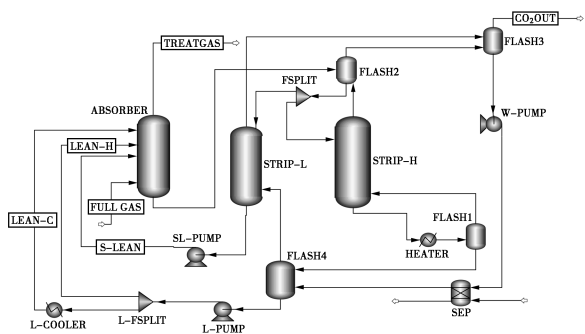 CO2OUT
TREATGAS
FLASH3
FLASH2
FSPLIT
ABSORBER
W-PUMP
LEAN-H
STRIP-L
STRIP-H
FULL GAS
LEAN-C
FLASH1
S-LEAN
SL-PUMP
HEATER
FLASH4
L-COOLER
L-FSPLIT
L-PUMP
SEP